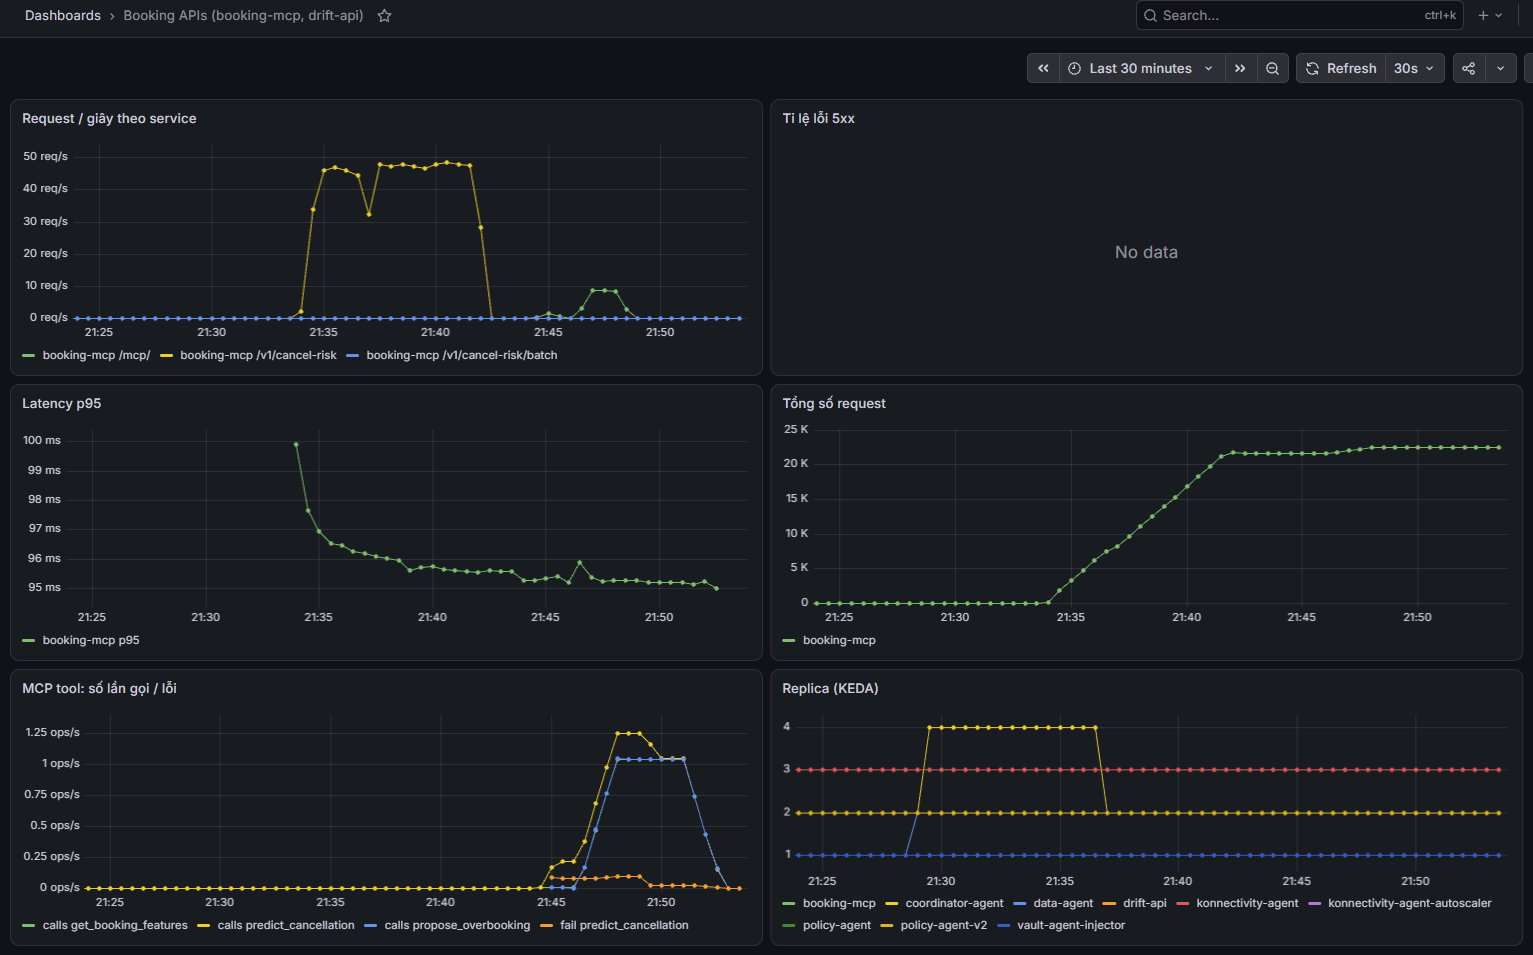 Dashboards › Booking APIs (booking-mcp, drift-api)
Search... ctrl+k
Last 30 minutes Refresh 30s
Request / giây theo service
50 req/s
40 req/s
30 req/s
20 req/s
10 req/s
0 req/s
21:25 21:30 21:35 21:40 21:45 21:50
booking-mcp /mcp/ booking-mcp /v1/cancel-risk booking-mcp /v1/cancel-risk/batch
Tỉ lệ lỗi 5xx
No data
Latency p95
100 ms
99 ms
98 ms
97 ms
96 ms
95 ms
21:25 21:30 21:35 21:40 21:45 21:50
booking-mcp p95
Tổng số request
25 K
20 K
15 K
10 K
5 K
0
21:25 21:30 21:35 21:40 21:45 21:50
booking-mcp
MCP tool: số lần gọi / lỗi
1.25 ops/s
1 ops/s
0.75 ops/s
0.5 ops/s
0.25 ops/s
0 ops/s
21:25 21:30 21:35 21:40 21:45 21:50
calls get_booking_features calls predict_cancellation calls propose_overbooking fail predict_cancellation
Replica (KEDA)
4
3
2
1
21:25 21:30 21:35 21:40 21:45 21:50
booking-mcp coordinator-agent data-agent drift-api konnectivity-agent konnectivity-agent-autoscaler
policy-agent policy-agent-v2 vault-agent-injector